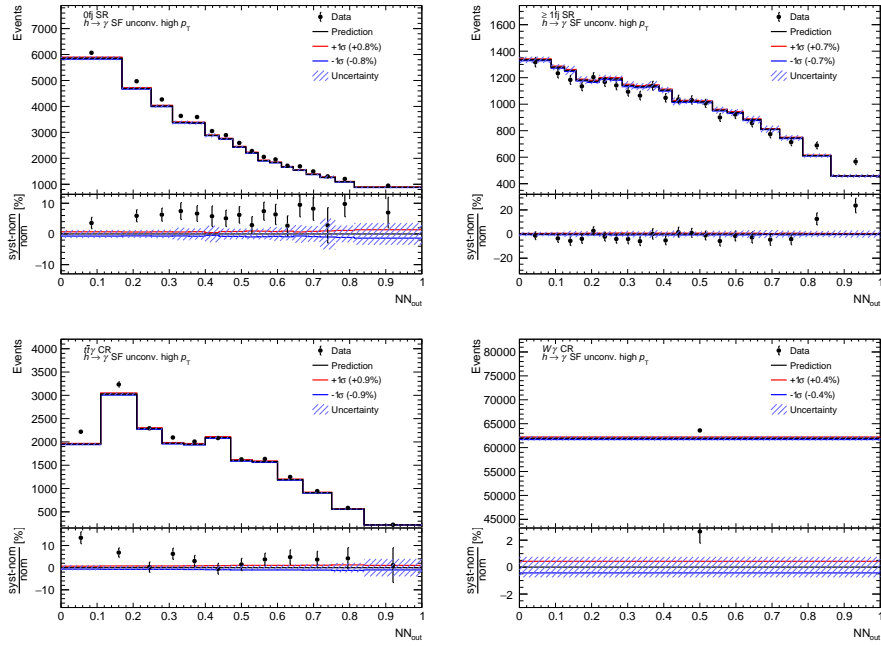 Events
0fj SR
h → γ SF unconv. high p_T
Data
Prediction
+1σ (+0.8%)
-1σ (-0.8%)
Uncertainty
7000
6000
5000
4000
3000
2000
1000
syst-nom
nom
[%]
10
0
−10
0 0.1 0.2 0.3 0.4 0.5 0.6 0.7 0.8 0.9 1
NN_out
Events
≥ 1fj SR
h → γ SF unconv. high p_T
Data
Prediction
+1σ (+0.7%)
-1σ (-0.7%)
Uncertainty
1600
1400
1200
1000
800
600
400
syst-nom
nom
[%]
20
0
−20
0 0.1 0.2 0.3 0.4 0.5 0.6 0.7 0.8 0.9 1
NN_out
Events
tt̄γ CR
h → γ SF unconv. high p_T
Data
Prediction
+1σ (+0.9%)
-1σ (-0.9%)
Uncertainty
4000
3500
3000
2500
2000
1500
1000
500
syst-nom
nom
[%]
10
0
−10
0 0.1 0.2 0.3 0.4 0.5 0.6 0.7 0.8 0.9 1
NN_out
Events
Wγ CR
h → γ SF unconv. high p_T
Data
Prediction
+1σ (+0.4%)
-1σ (-0.4%)
Uncertainty
80000
75000
70000
65000
60000
55000
50000
45000
syst-nom
nom
[%]
2
0
−2
0 0.1 0.2 0.3 0.4 0.5 0.6 0.7 0.8 0.9 1
NN_out